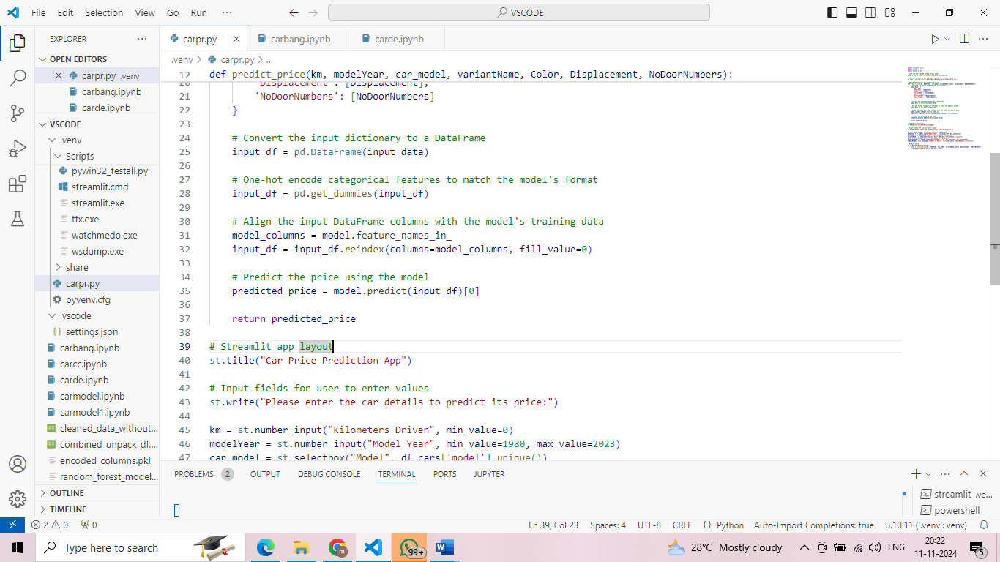 File Edit Selection View Go Run ··· VSCODE
EXPLORER ···
OPEN EDITORS
carpr.py .venv
carbang.ipynb
carde.ipynb
VSCODE
.venv
Scripts
pywin32_testall.py
streamlit.cmd
streamlit.exe
ttx.exe
watchmedo.exe
wsdump.exe
share
carpr.py
pyvenv.cfg
.vscode
settings.json
carbang.ipynb
carcc.ipynb
carde.ipynb
carmodel.ipynb
carmodel1.ipynb
cleaned_data_without...
combined_unpack_df....
encoded_columns.pkl
random_forest_model...
OUTLINE
TIMELINE
carpr.py carbang.ipynb carde.ipynb
.venv > carpr.py > ...
12 def predict_price(km, modelYear, car_model, variantName, Color, Displacement, NoDoorNumbers):
20 'Displacement': [Displacement],
21 'NoDoorNumbers': [NoDoorNumbers]
22 }
23
24 # Convert the input dictionary to a DataFrame
25 input_df = pd.DataFrame(input_data)
26
27 # One-hot encode categorical features to match the model's format
28 input_df = pd.get_dummies(input_df)
29
30 # Align the input DataFrame columns with the model's training data
31 model_columns = model.feature_names_in_
32 input_df = input_df.reindex(columns=model_columns, fill_value=0)
33
34 # Predict the price using the model
35 predicted_price = model.predict(input_df)[0]
36
37 return predicted_price
38
39 # Streamlit app layout
40 st.title("Car Price Prediction App")
41
42 # Input fields for user to enter values
43 st.write("Please enter the car details to predict its price:")
44
45 km = st.number_input("Kilometers Driven", min_value=0)
46 modelYear = st.number_input("Model Year", min_value=1980, max_value=2023)
47 car_model = st.selectbox("Model", df_cars['model'].unique())
PROBLEMS 2 OUTPUT DEBUG CONSOLE TERMINAL PORTS JUPYTER
streamlit .ve...
powershell
2 0 0 Ln 39, Col 23 Spaces: 4 UTF-8 CRLF {} Python Auto-Import Completions: true 3.10.11 ('.venv': venv)
Type here to search 99+ 28°C Mostly cloudy ENG 20:22
11-11-2024 5